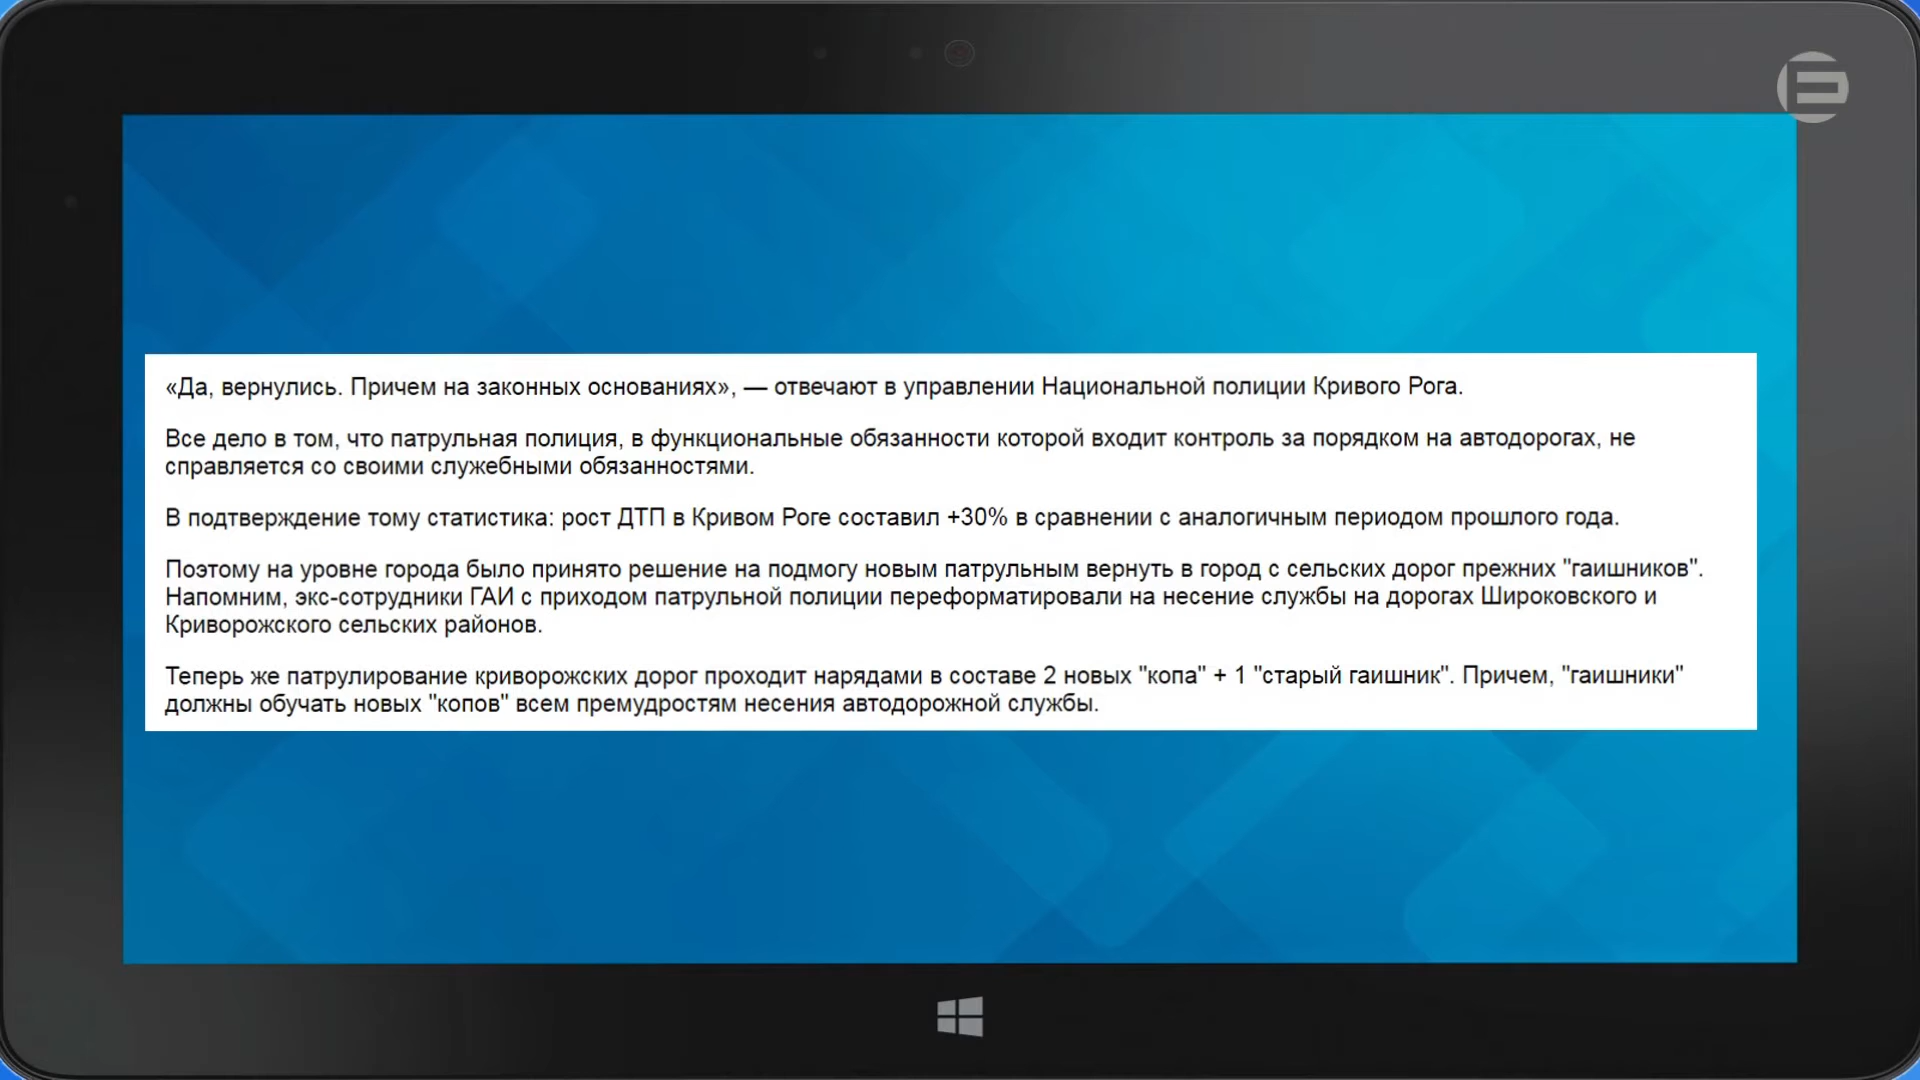 «Да, вернулись. Причем на законных основаниях», — отвечают в управлении Национальной полиции Кривого Рога.
Все дело в том, что патрульная полиция, в функциональные обязанности которой входит контроль за порядком на автодорогах, не
справляется со своими служебными обязанностями.
В подтверждение тому статистика: рост ДТП в Кривом Роге составил +30% в сравнении с аналогичным периодом прошлого года.
Поэтому на уровне города было принято решение на подмогу новым патрульным вернуть в город с сельских дорог прежних "гаишников".
Напомним, экс-сотрудники ГАИ с приходом патрульной полиции переформатировали на несение службы на дорогах Широковского и
Криворожского сельских районов.
Теперь же патрулирование криворожских дорог проходит нарядами в составе 2 новых "копа" + 1 "старый гаишник". Причем, "гаишники"
должны обучать новых "копов" всем премудростям несения автодорожной службы.